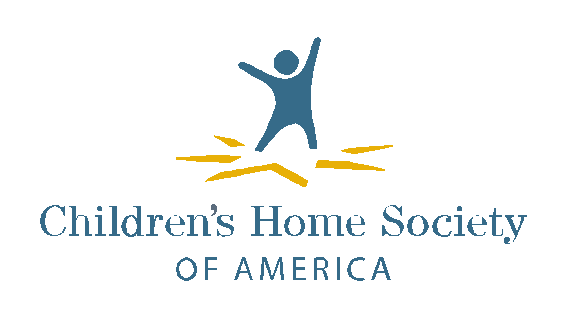 Children's Home Society
OF AMERICA